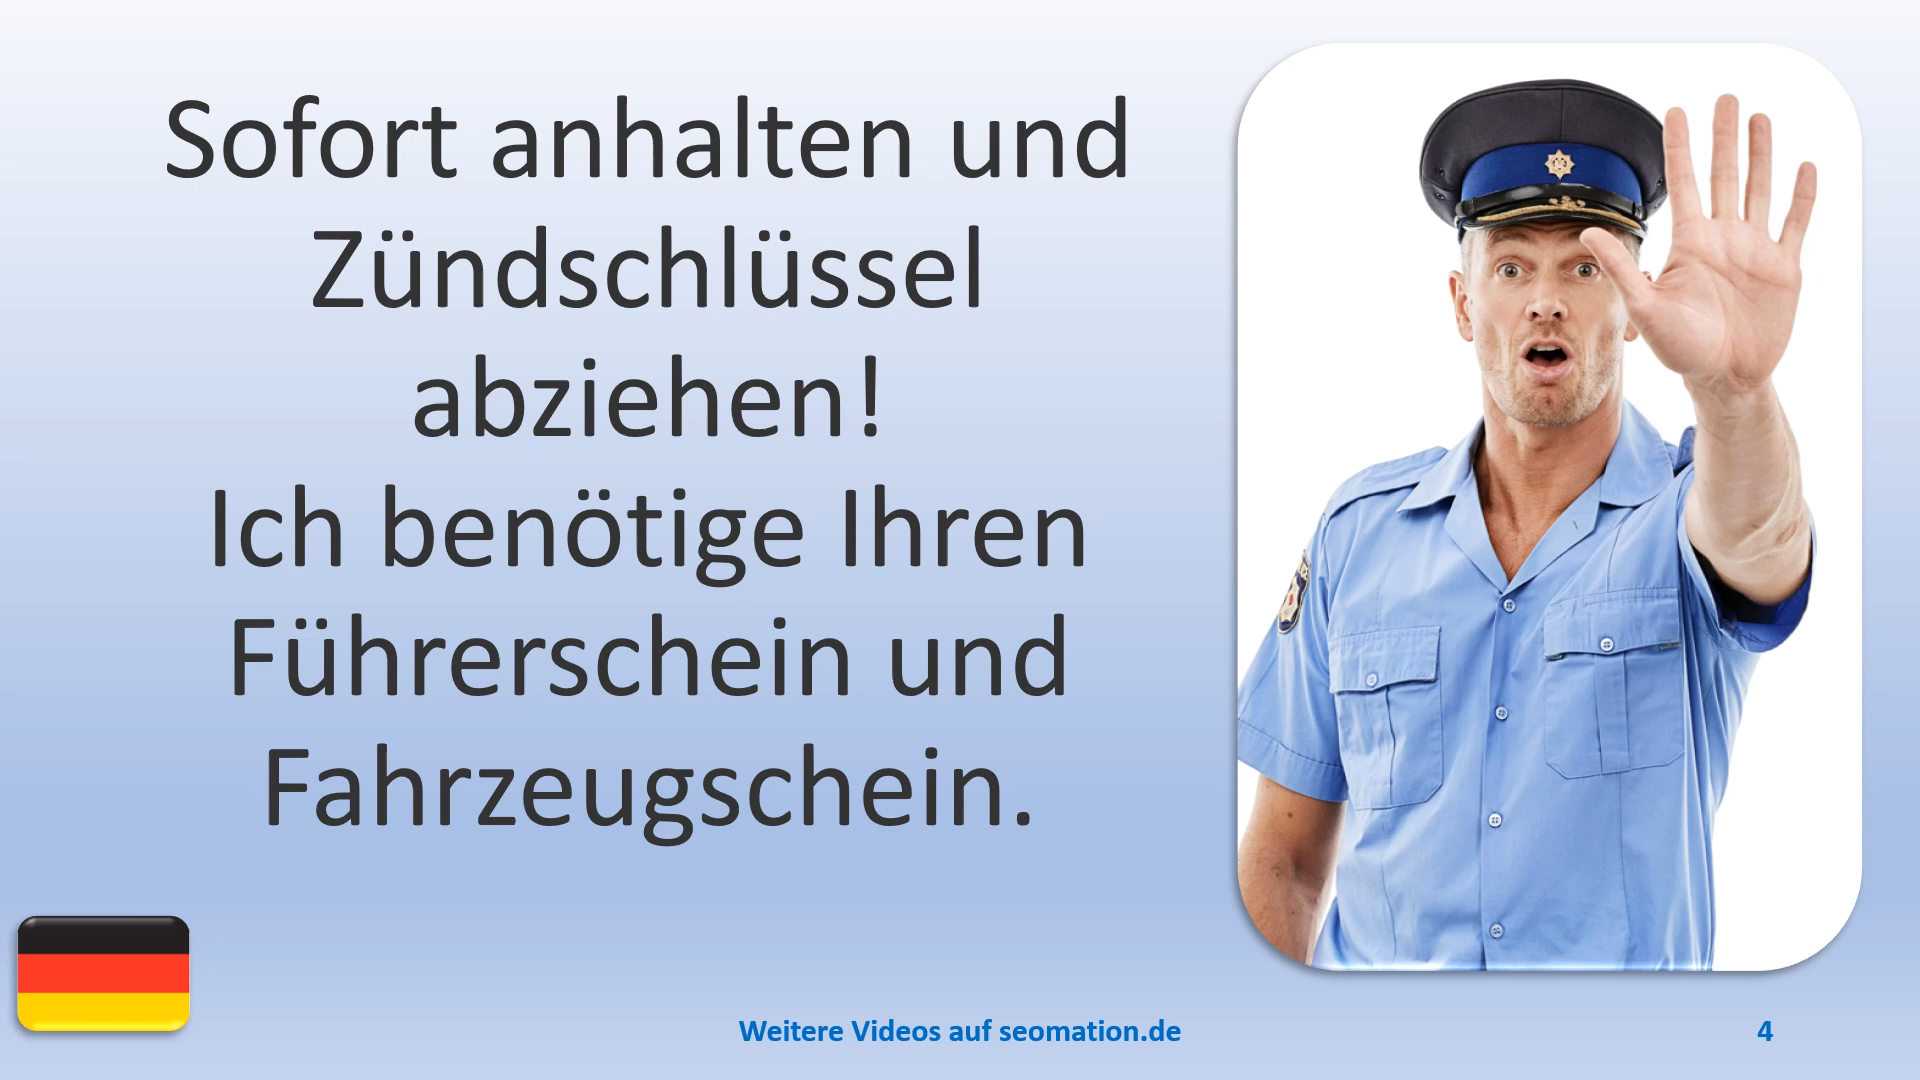 Sofort anhalten und
Zündschlüssel
abziehen!
Ich benötige Ihren
Führerschein und
Fahrzeugschein.
Weitere Videos auf seomation.de
4